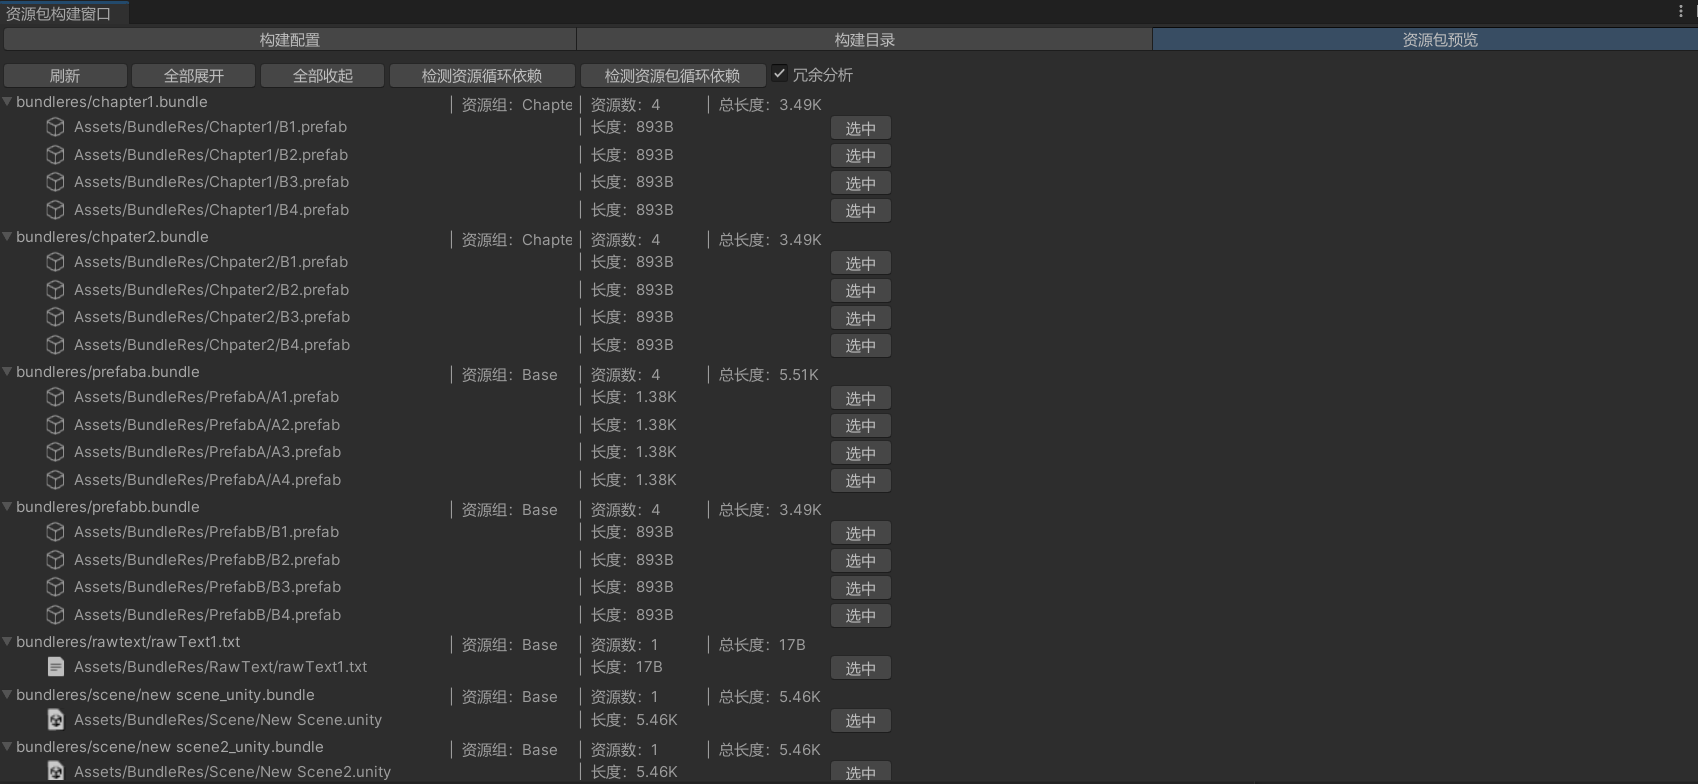 资源包构建窗口
构建配置 构建目录 资源包预览
刷新 全部展开 全部收起 检测资源循环依赖 检测资源包循环依赖 冗余分析
bundleres/chapter1.bundle | 资源组：Chapte | 资源数：4 | 总长度：3.49K
Assets/BundleRes/Chapter1/B1.prefab | 长度：893B 选中
Assets/BundleRes/Chapter1/B2.prefab | 长度：893B 选中
Assets/BundleRes/Chapter1/B3.prefab | 长度：893B 选中
Assets/BundleRes/Chapter1/B4.prefab | 长度：893B 选中
bundleres/chpater2.bundle | 资源组：Chapte | 资源数：4 | 总长度：3.49K
Assets/BundleRes/Chpater2/B1.prefab | 长度：893B 选中
Assets/BundleRes/Chpater2/B2.prefab | 长度：893B 选中
Assets/BundleRes/Chpater2/B3.prefab | 长度：893B 选中
Assets/BundleRes/Chpater2/B4.prefab | 长度：893B 选中
bundleres/prefaba.bundle | 资源组：Base | 资源数：4 | 总长度：5.51K
Assets/BundleRes/PrefabA/A1.prefab | 长度：1.38K 选中
Assets/BundleRes/PrefabA/A2.prefab | 长度：1.38K 选中
Assets/BundleRes/PrefabA/A3.prefab | 长度：1.38K 选中
Assets/BundleRes/PrefabA/A4.prefab | 长度：1.38K 选中
bundleres/prefabb.bundle | 资源组：Base | 资源数：4 | 总长度：3.49K
Assets/BundleRes/PrefabB/B1.prefab | 长度：893B 选中
Assets/BundleRes/PrefabB/B2.prefab | 长度：893B 选中
Assets/BundleRes/PrefabB/B3.prefab | 长度：893B 选中
Assets/BundleRes/PrefabB/B4.prefab | 长度：893B 选中
bundleres/rawtext/rawText1.txt | 资源组：Base | 资源数：1 | 总长度：17B
Assets/BundleRes/RawText/rawText1.txt | 长度：17B 选中
bundleres/scene/new scene_unity.bundle | 资源组：Base | 资源数：1 | 总长度：5.46K
Assets/BundleRes/Scene/New Scene.unity | 长度：5.46K 选中
bundleres/scene/new scene2_unity.bundle | 资源组：Base | 资源数：1 | 总长度：5.46K
Assets/BundleRes/Scene/New Scene2.unity | 长度：5.46K 选中